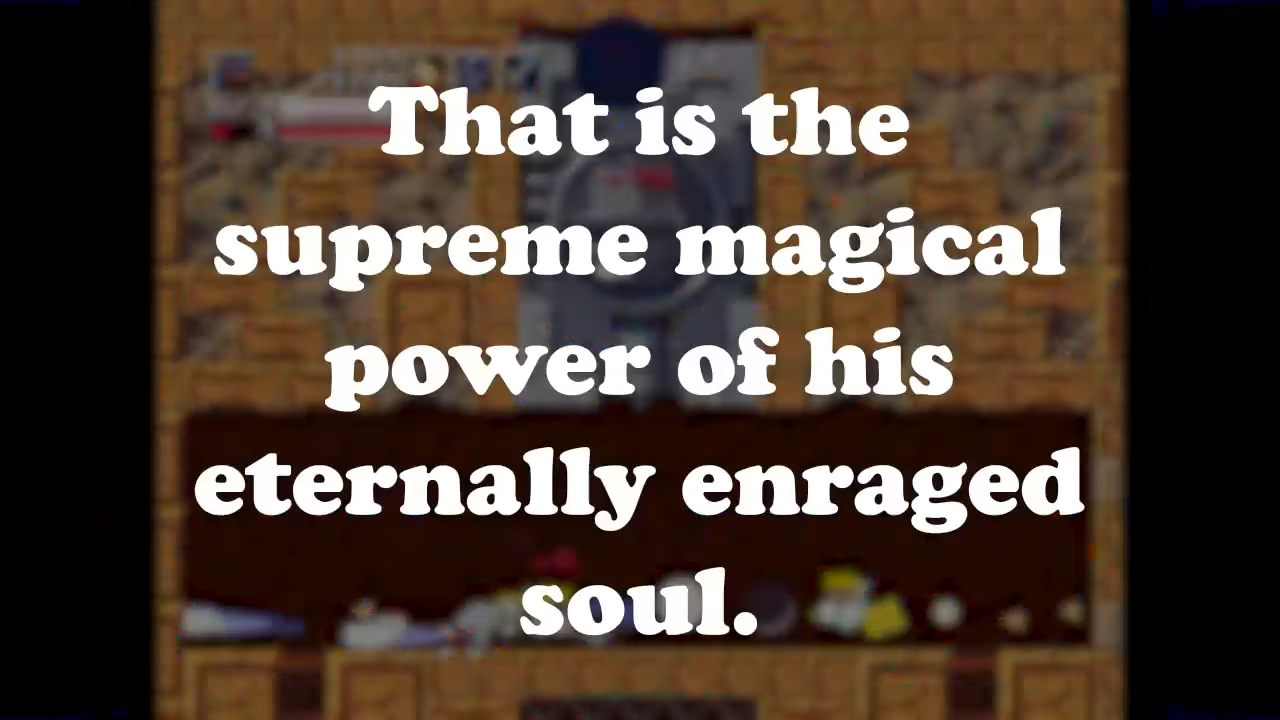 That is the
supreme magical
power of his
eternally enraged
soul.